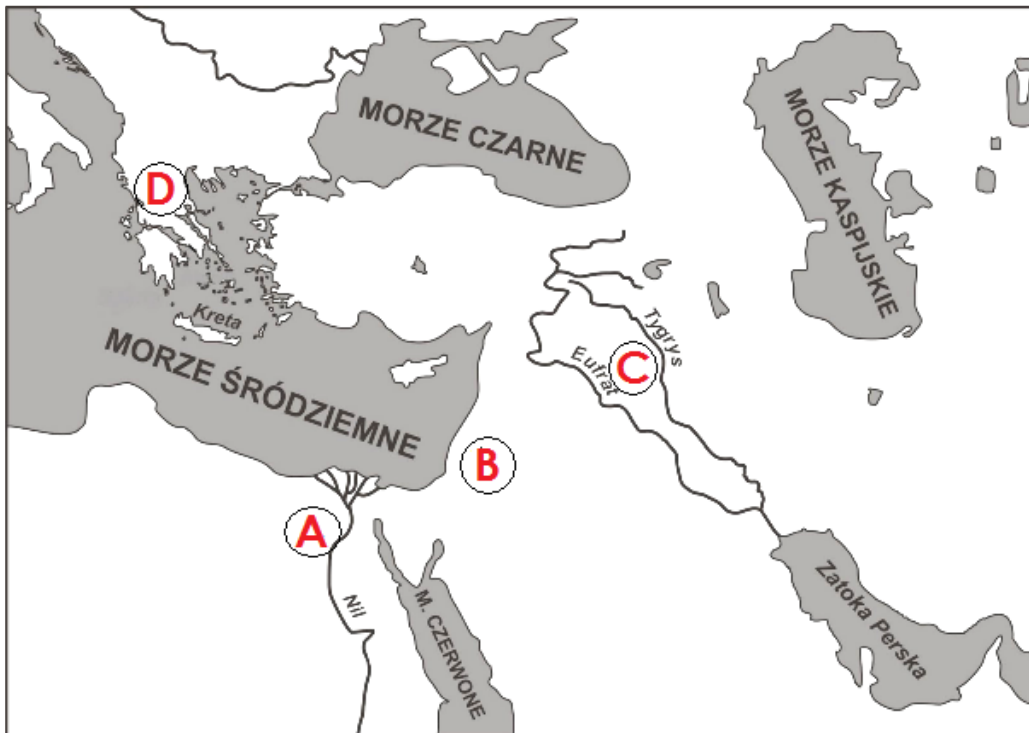 MORZE CZARNE
MORZE KASPIJSKIE
D
Kreta
Tygrys
MORZE ŚRÓDZIEMNE
Eufrat
C
B
A
Nil
M. CZERWONE
Zatoka Perska